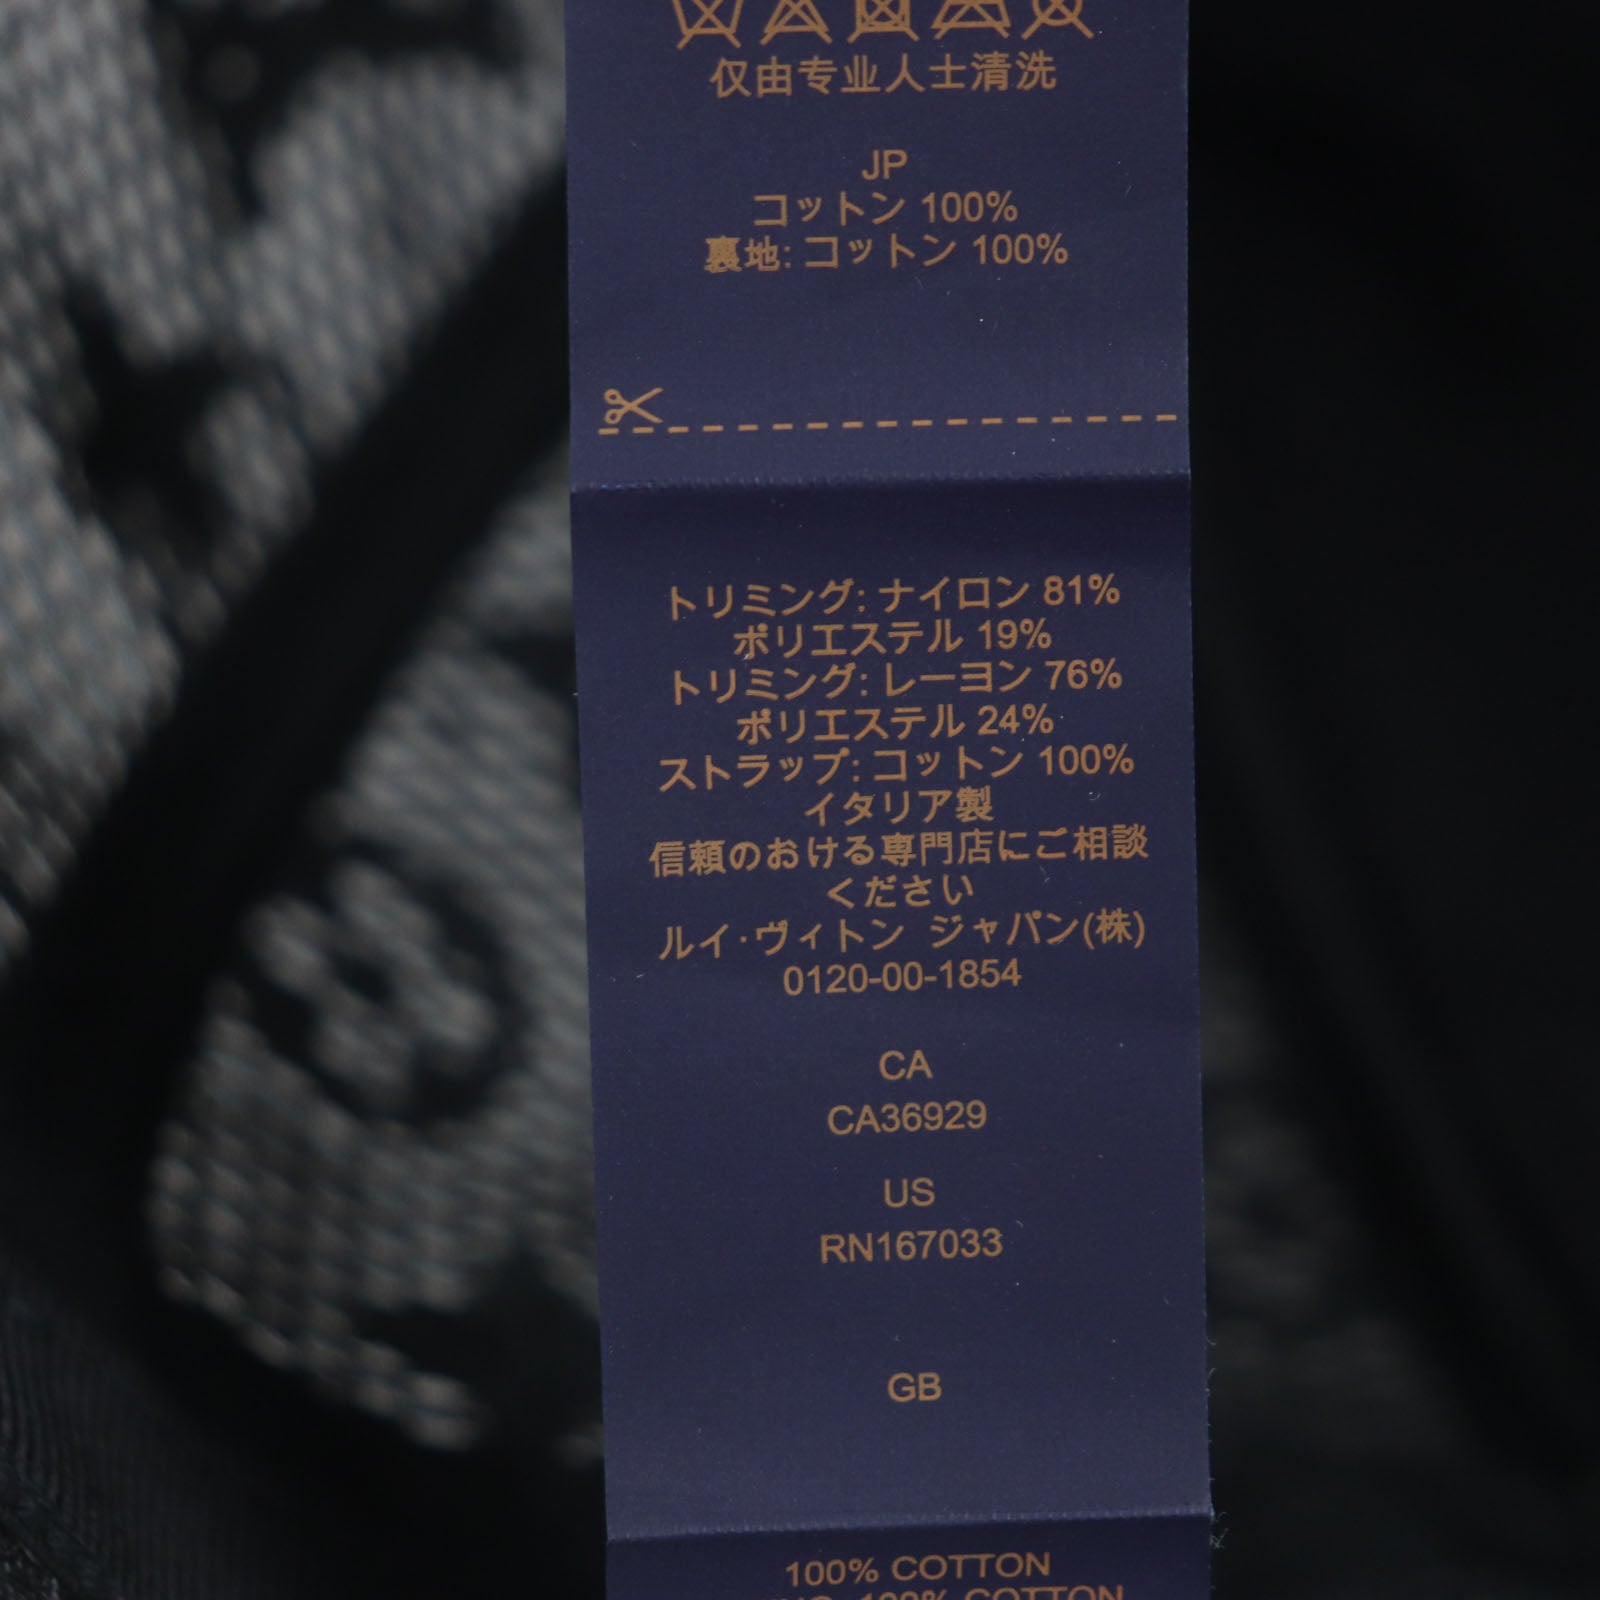 仅由专业人士清洗
JP
コットン 100%
裏地: コットン 100%
トリミング: ナイロン 81%
ポリエステル 19%
トリミング: レーヨン 76%
ポリエステル 24%
ストラップ: コットン 100%
イタリア製
信頼のおける専門店にご相談
ください
ルイ·ヴィトン ジャパン(株)
0120-00-1854
CA
CA36929
US
RN167033
GB
100% COTTON
100% COTTON